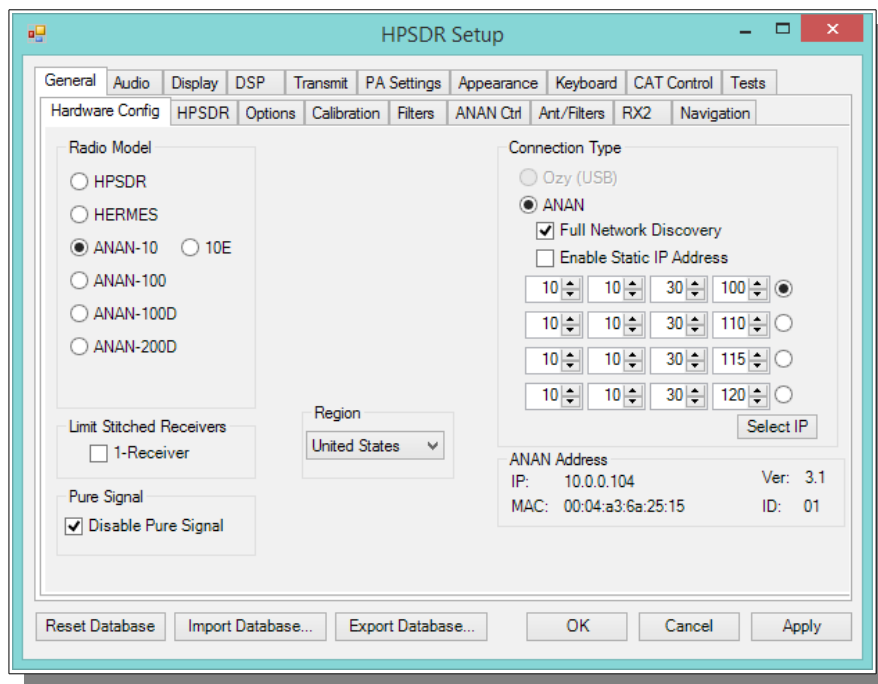 HPSDR Setup
General Audio Display DSP Transmit PA Settings Appearance Keyboard CAT Control Tests
Hardware Config HPSDR Options Calibration Filters ANAN Ctrl Ant/Filters RX2 Navigation
Radio Model
HPSDR
HERMES
ANAN-10 10E
ANAN-100
ANAN-100D
ANAN-200D
Limit Stitched Receivers
1-Receiver
Pure Signal
Disable Pure Signal
Region
United States
Connection Type
Ozy (USB)
ANAN
Full Network Discovery
Enable Static IP Address
10 10 30 100
10 10 30 110
10 10 30 115
10 10 30 120
Select IP
ANAN Address
IP: 10.0.0.104 Ver: 3.1
MAC: 00:04:a3:6a:25:15 ID: 01
Reset Database Import Database... Export Database... OK Cancel Apply